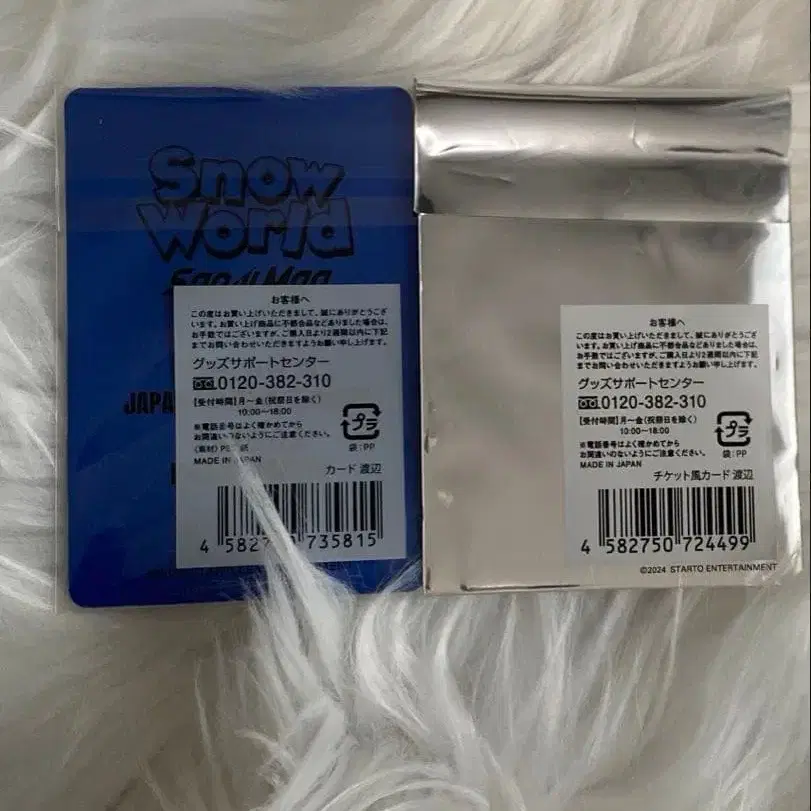 Snow
World
JAPA
お客様へ
この度はお買い上げいただきまして、誠にありがとうござ
います。お買い上げ商品に不都合品などありました場合は、
お手数ではございますが、ご購入日より2週間以内に下記
までお問い合わせいただきますようお願い申し上げます。
グッズサポートセンター
0120-382-310
【受付時間】月〜金(祝祭日を除く)
10:00〜18:00
※電話番号はよく確かめてから
お間違いのないようにご注意ください。
MADE IN JAPAN
プラ
袋:PP
カード 渡辺
4 5827 735815
お客様へ
この度はお買い上げいただきまして、誠にありがとうござ
います。お買い上げ商品に不都合品などありました場合は、
お手数ではございますが、ご購入日より2週間以内に下記
までお問い合わせいただきますようお願い申し上げます。
グッズサポートセンター
0120-382-310
【受付時間】月〜金(祝祭日を除く)
10:00〜18:00
※電話番号はよく確かめてから
お間違いのないようにご注意ください。
MADE IN JAPAN
プラ
袋:PP
チケット風カード 渡辺
4 582750 724499
©2024 STARTO ENTERTAINMENT